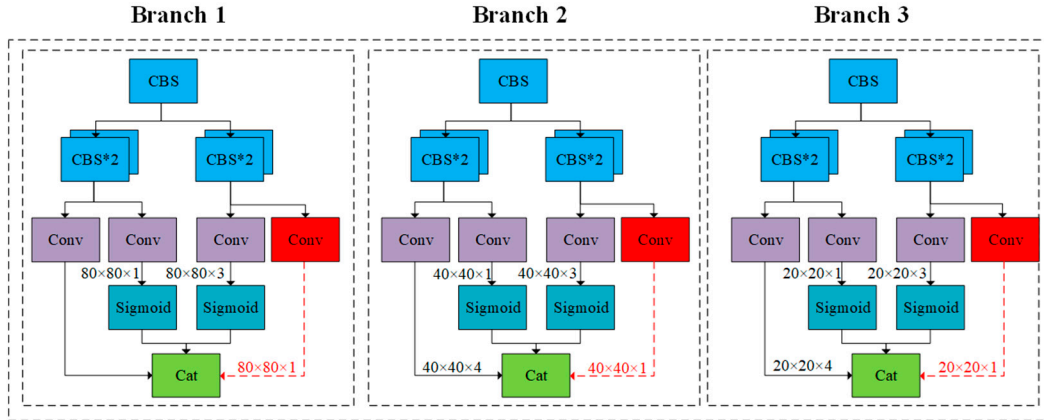 Branch 1 Branch 2 Branch 3
CBS CBS CBS
CBS*2 CBS*2 CBS*2 CBS*2 CBS*2 CBS*2
Conv Conv Conv Conv Conv Conv Conv Conv Conv Conv Conv Conv
80×80×1 80×80×3 40×40×1 40×40×3 20×20×1 20×20×3
Sigmoid Sigmoid Sigmoid Sigmoid Sigmoid Sigmoid
Cat 80×80×1 40×40×4 Cat 40×40×1 20×20×4 Cat 20×20×1